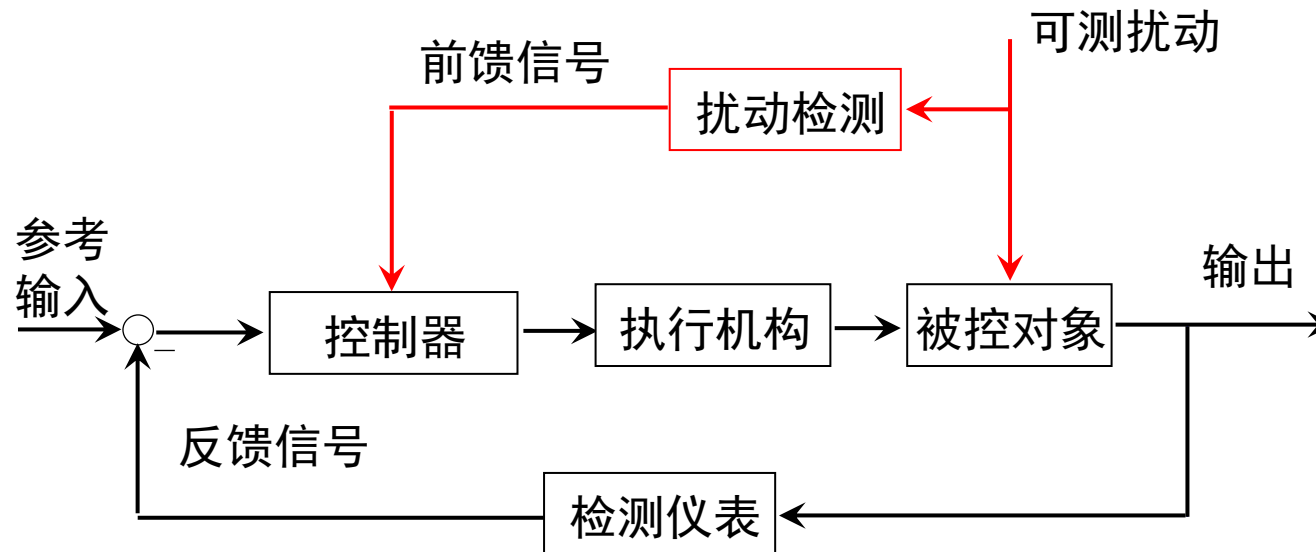 可测扰动
前馈信号
扰动检测
参考
输入
输出
控制器
执行机构
被控对象
－
反馈信号
检测仪表